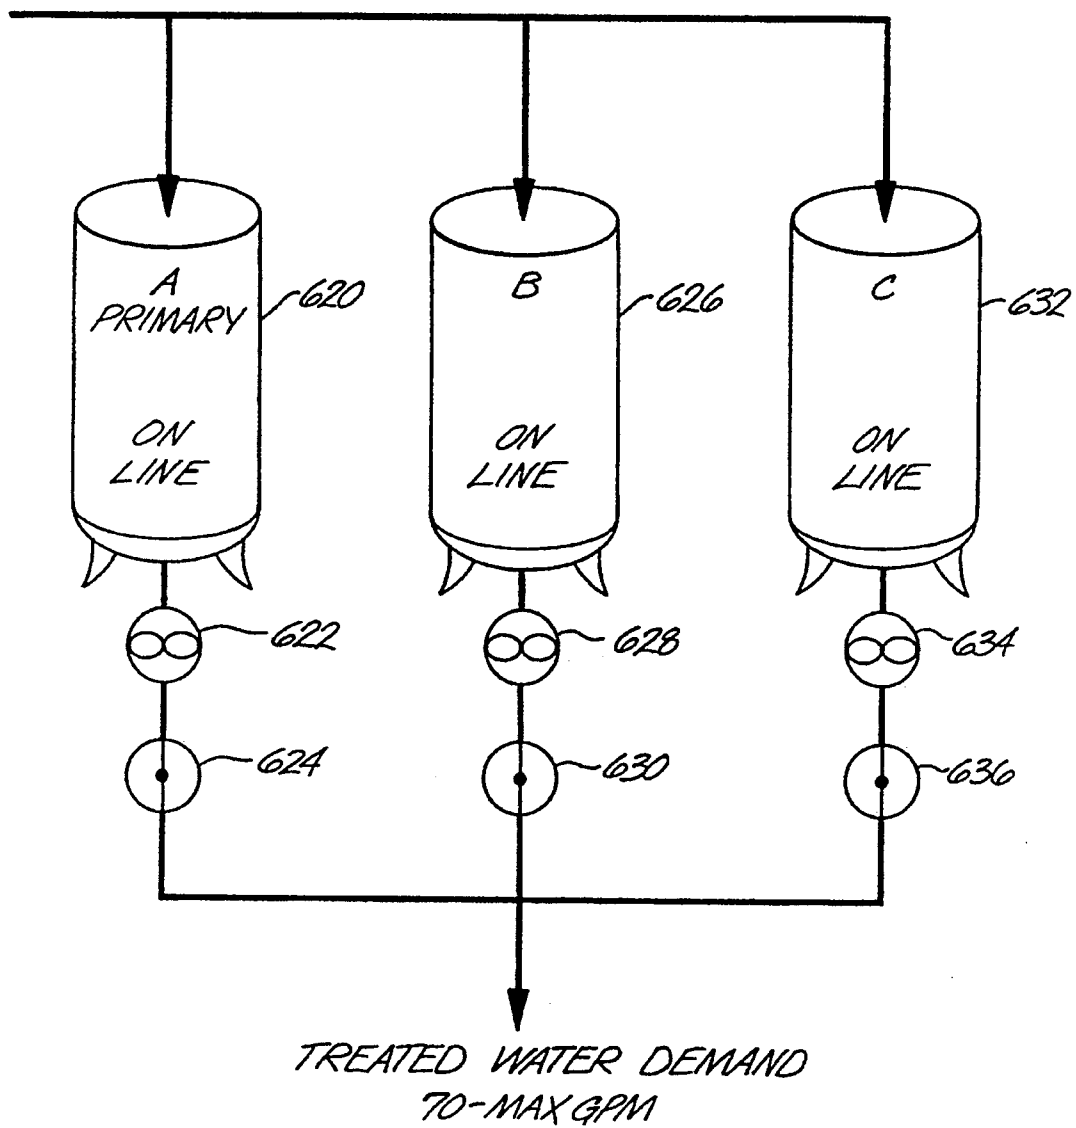 A
PRIMARY
620
B
626
C
632
ON
LINE
ON
LINE
ON
LINE
622
628
634
624
630
636
TREATED WATER DEMAND
70-MAX GPM